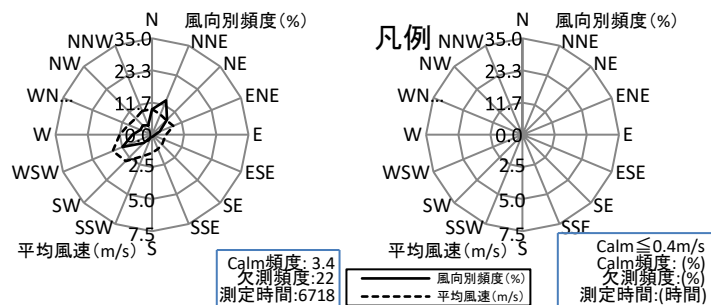 N 風向別頻度(%)
NNW 35.0 NNE
NW 23.3 NE
WN... 11.7 ENE
W 0.0 E
WSW 2.5 ESE
SW 5.0 SE
SSW 7.5 SSE
平均風速(m/s) S
Calm頻度: 3.4
欠測頻度:22
測定時間:6718
凡例
N 風向別頻度(%)
NNW 35.0 NNE
NW 23.3 NE
WN... 11.7 ENE
W 0.0 E
WSW 2.5 ESE
SW 5.0 SE
SSW 7.5 SSE
平均風速(m/s) S
Calm≦0.4m/s
Calm頻度: (%)
欠測頻度:(%)
測定時間:(時間)
風向別頻度(%)
平均風速(m/s)